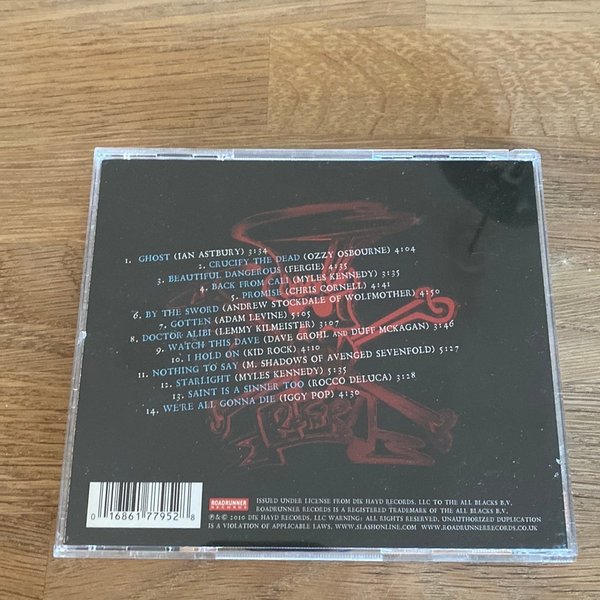 1. GHOST (IAN ASTBURY) 3:34
2. CRUCIFY THE DEAD (OZZY OSBOURNE) 4:04
3. BEAUTIFUL DANGEROUS (FERGIE) 4:35
4. BACK FROM CALI (MYLES KENNEDY) 3:35
5. PROMISE (CHRIS CORNELL) 4:41
6. BY THE SWORD (ANDREW STOCKDALE OF WOLFMOTHER) 4:50
7. GOTTEN (ADAM LEVINE) 5:05
8. DOCTOR ALIBI (LEMMY KILMEISTER) 3:07
9. WATCH THIS DAVE (DAVE GROHL AND DUFF MCKAGAN) 3:46
10. I HOLD ON (KID ROCK) 4:10
11. NOTHING TO SAY (M. SHADOWS OF AVENGED SEVENFOLD) 5:27
12. STARLIGHT (MYLES KENNEDY) 5:35
13. SAINT IS A SINNER TOO (ROCCO DELUCA) 3:28
14. WE'RE ALL GONNA DIE (IGGY POP) 4:30
0 16861 77952 8
ROADRUNNER
RECORDS
ISSUED UNDER LICENSE FROM DIK HAYD RECORDS, LLC TO THE ALL BLACKS B.V.
ROADRUNNER RECORDS IS A REGISTERED TRADEMARK OF THE ALL BLACKS B.V.
℗ & © 2010 DIK HAYD RECORDS, LLC WARNING: ALL RIGHTS RESERVED. UNAUTHORIZED DUPLICATION
IS A VIOLATION OF APPLICABLE LAWS. WWW.SLASHONLINE.COM WWW.ROADRUNNERRECORDS.CO.UK